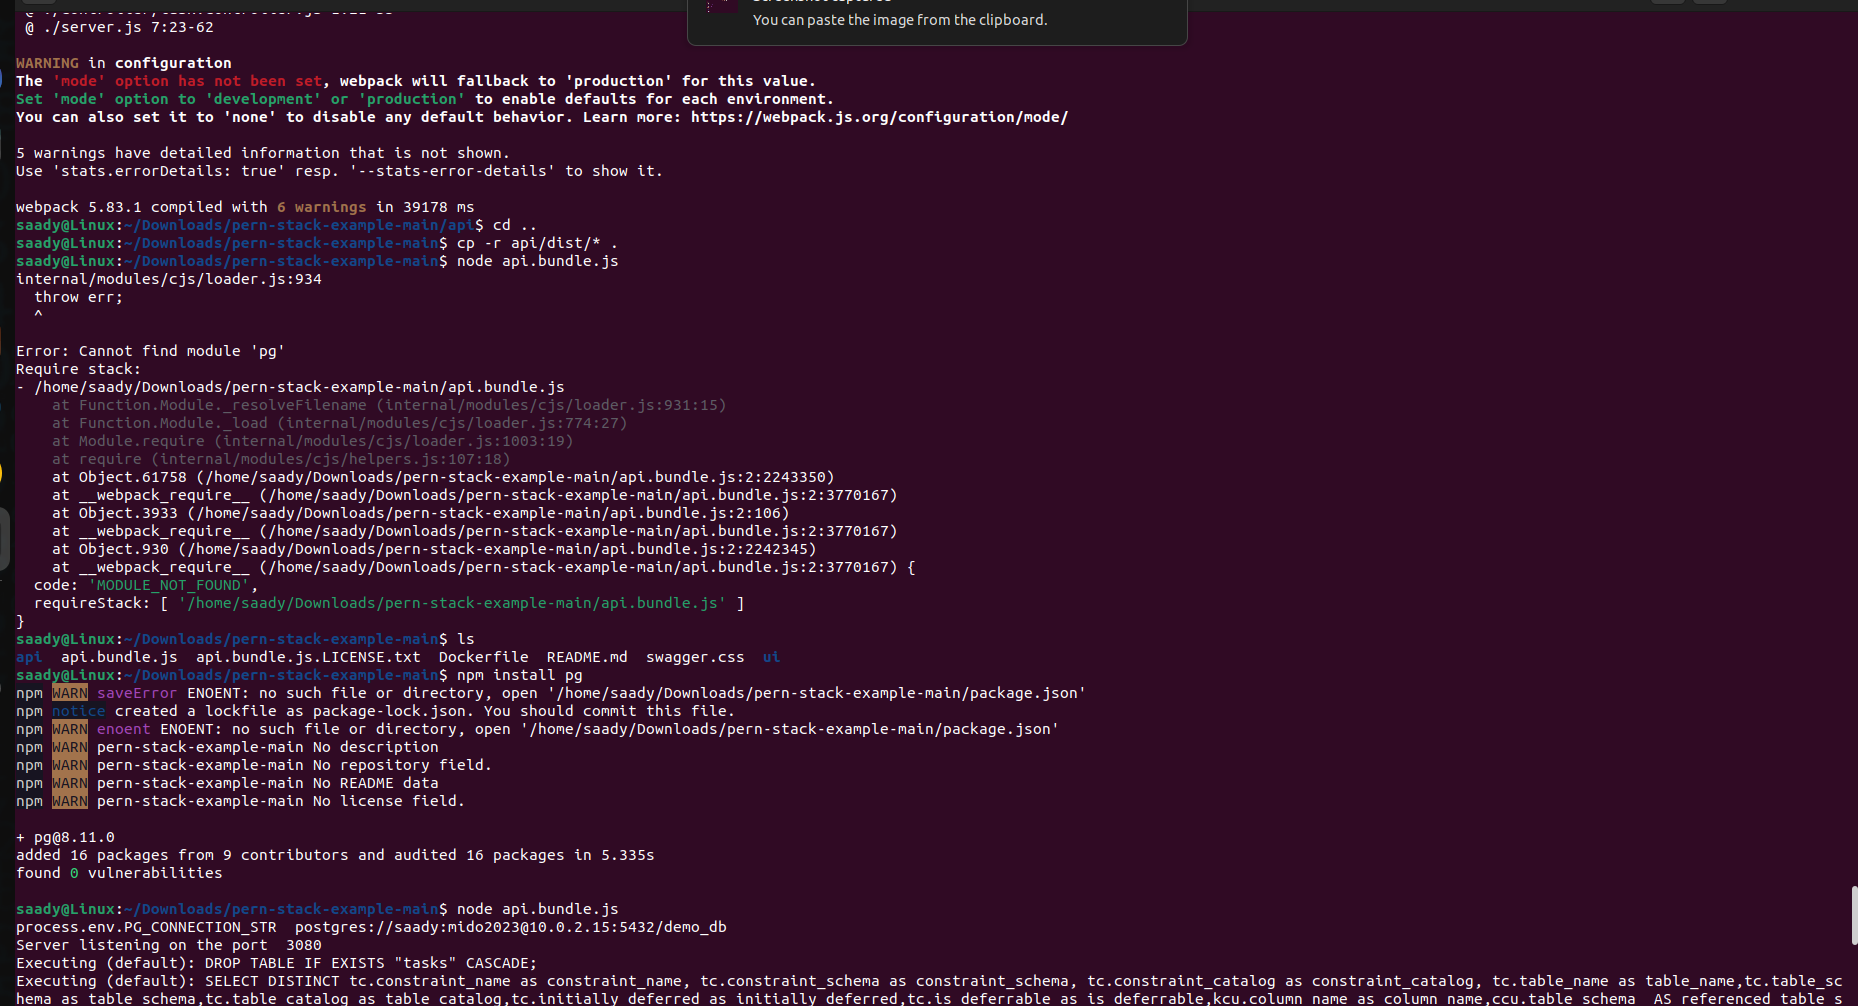 You can paste the image from the clipboard.
@ ./server.js 7:23-62
WARNING in configuration
The 'mode' option has not been set, webpack will fallback to 'production' for this value.
Set 'mode' option to 'development' or 'production' to enable defaults for each environment.
You can also set it to 'none' to disable any default behavior. Learn more: https://webpack.js.org/configuration/mode/
5 warnings have detailed information that is not shown.
Use 'stats.errorDetails: true' resp. '--stats-error-details' to show it.
webpack 5.83.1 compiled with 6 warnings in 39178 ms
saady@Linux:~/Downloads/pern-stack-example-main/api$ cd ..
saady@Linux:~/Downloads/pern-stack-example-main$ cp -r api/dist/* .
saady@Linux:~/Downloads/pern-stack-example-main$ node api.bundle.js
internal/modules/cjs/loader.js:934
  throw err;
  ^
Error: Cannot find module 'pg'
Require stack:
- /home/saady/Downloads/pern-stack-example-main/api.bundle.js
    at Function.Module._resolveFilename (internal/modules/cjs/loader.js:931:15)
    at Function.Module._load (internal/modules/cjs/loader.js:774:27)
    at Module.require (internal/modules/cjs/loader.js:1003:19)
    at require (internal/modules/cjs/helpers.js:107:18)
    at Object.61758 (/home/saady/Downloads/pern-stack-example-main/api.bundle.js:2:2243350)
    at __webpack_require__ (/home/saady/Downloads/pern-stack-example-main/api.bundle.js:2:3770167)
    at Object.3933 (/home/saady/Downloads/pern-stack-example-main/api.bundle.js:2:106)
    at __webpack_require__ (/home/saady/Downloads/pern-stack-example-main/api.bundle.js:2:3770167)
    at Object.930 (/home/saady/Downloads/pern-stack-example-main/api.bundle.js:2:2242345)
    at __webpack_require__ (/home/saady/Downloads/pern-stack-example-main/api.bundle.js:2:3770167) {
  code: 'MODULE_NOT_FOUND',
  requireStack: [ '/home/saady/Downloads/pern-stack-example-main/api.bundle.js' ]
}
saady@Linux:~/Downloads/pern-stack-example-main$ ls
api  api.bundle.js  api.bundle.js.LICENSE.txt  Dockerfile  README.md  swagger.css  ui
saady@Linux:~/Downloads/pern-stack-example-main$ npm install pg
npm WARN saveError ENOENT: no such file or directory, open '/home/saady/Downloads/pern-stack-example-main/package.json'
npm notice created a lockfile as package-lock.json. You should commit this file.
npm WARN enoent ENOENT: no such file or directory, open '/home/saady/Downloads/pern-stack-example-main/package.json'
npm WARN pern-stack-example-main No description
npm WARN pern-stack-example-main No repository field.
npm WARN pern-stack-example-main No README data
npm WARN pern-stack-example-main No license field.
+ pg@8.11.0
added 16 packages from 9 contributors and audited 16 packages in 5.335s
found 0 vulnerabilities
saady@Linux:~/Downloads/pern-stack-example-main$ node api.bundle.js
process.env.PG_CONNECTION_STR  postgres://saady:mido2023@10.0.2.15:5432/demo_db
Server listening on the port  3080
Executing (default): DROP TABLE IF EXISTS "tasks" CASCADE;
Executing (default): SELECT DISTINCT tc.constraint_name as constraint_name, tc.constraint_schema as constraint_schema, tc.constraint_catalog as constraint_catalog, tc.table_name as table_name,tc.table_sc
hema as table_schema,tc.table_catalog as table_catalog,tc.initially_deferred as initially_deferred,tc.is_deferrable as is_deferrable,kcu.column_name as column_name,ccu.table_schema  AS referenced_table_s